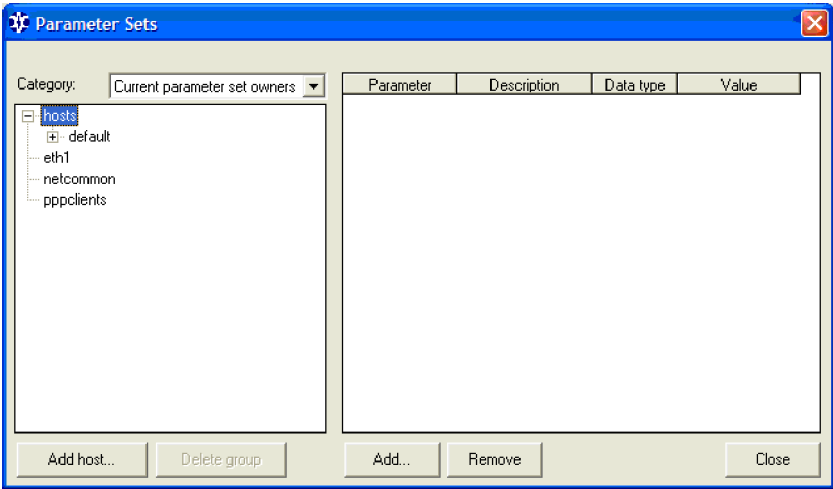 Parameter Sets
Category:
Current parameter set owners
Parameter Description Data type Value
hosts
default
eth1
netcommon
pppclients
Add host... Delete group Add... Remove Close